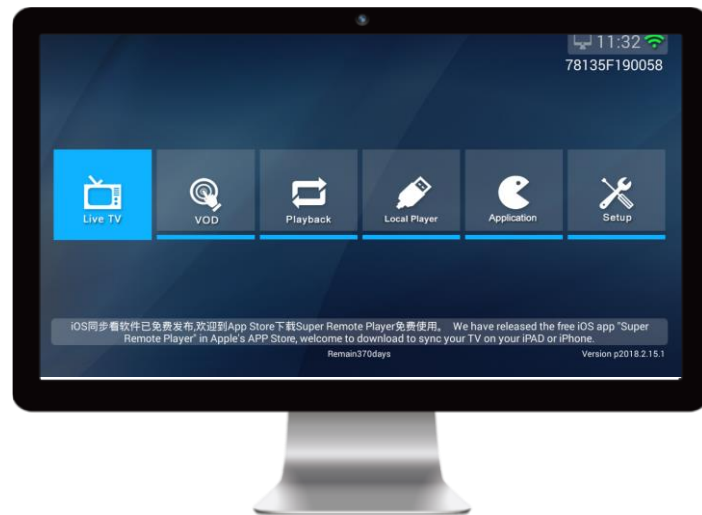 11:32
78135F190058
Live TV
VOD
Playback
Local Player
Application
Setup
iOS同步看软件已免费发布,欢迎到App Store下载Super Remote Player免费使用。 We have released the free iOS app "Super
Remote Player" in Apple's APP Store, welcome to download to sync your TV on your iPAD or iPhone.
Remain370days
Version p2018.2.15.1